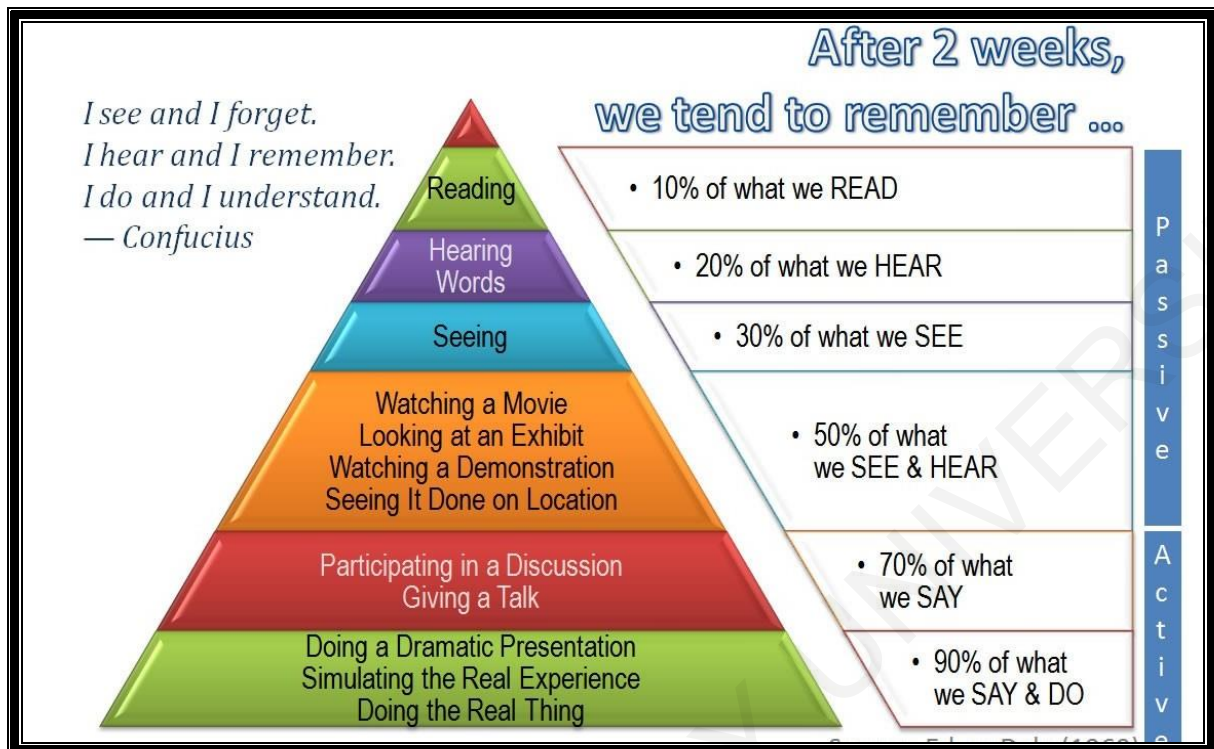 After 2 weeks,
we tend to remember ...
I see and I forget.
I hear and I remember.
I do and I understand.
— Confucius
Reading
• 10% of what we READ
Hearing
Words
• 20% of what we HEAR
Seeing
• 30% of what we SEE
Watching a Movie
Looking at an Exhibit
Watching a Demonstration
Seeing It Done on Location
• 50% of what
we SEE & HEAR
Participating in a Discussion
Giving a Talk
• 70% of what
we SAY
Doing a Dramatic Presentation
Simulating the Real Experience
Doing the Real Thing
• 90% of what
we SAY & DO
Passive
Active